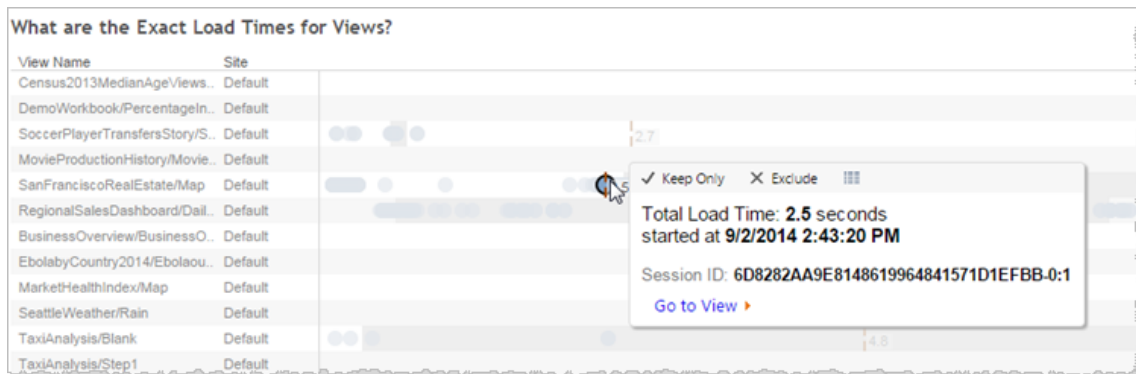 What are the Exact Load Times for Views?
View Name Site
Census2013MedianAgeViews.. Default
DemoWorkbook/PercentageIn.. Default
SoccerPlayerTransfersStory/S.. Default 2.7
MovieProductionHistory/Movie.. Default
SanFranciscoRealEstate/Map Default 5
RegionalSalesDashboard/Dail.. Default
BusinessOverview/BusinessO.. Default
EbolabyCountry2014/Ebolaou.. Default
MarketHealthIndex/Map Default
SeattleWeather/Rain Default
TaxiAnalysis/Blank Default 4.8
TaxiAnalysis/Step1 Default
Keep Only Exclude
Total Load Time: 2.5 seconds
started at 9/2/2014 2:43:20 PM
Session ID: 6D8282AA9E8148619964841571D1EFBB-0:1
Go to View